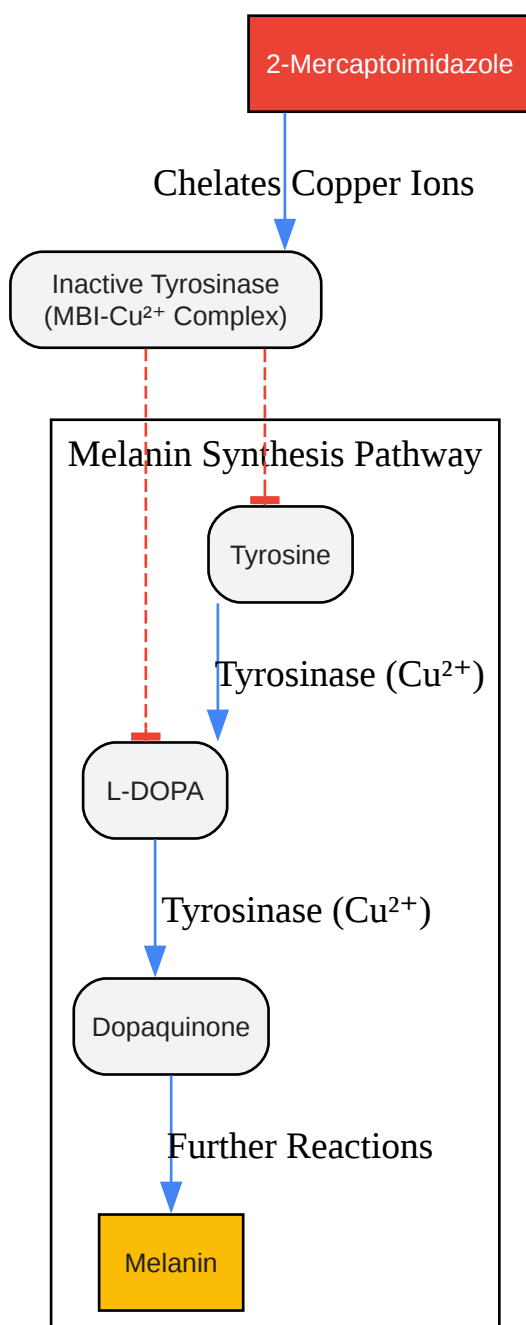 2-Mercaptoimidazole
Chelates Copper Ions
Inactive Tyrosinase
(MBI-Cu²⁺ Complex)
Melanin Synthesis Pathway
Tyrosine
Tyrosinase (Cu²⁺)
L-DOPA
Tyrosinase (Cu²⁺)
Dopaquinone
Further Reactions
Melanin